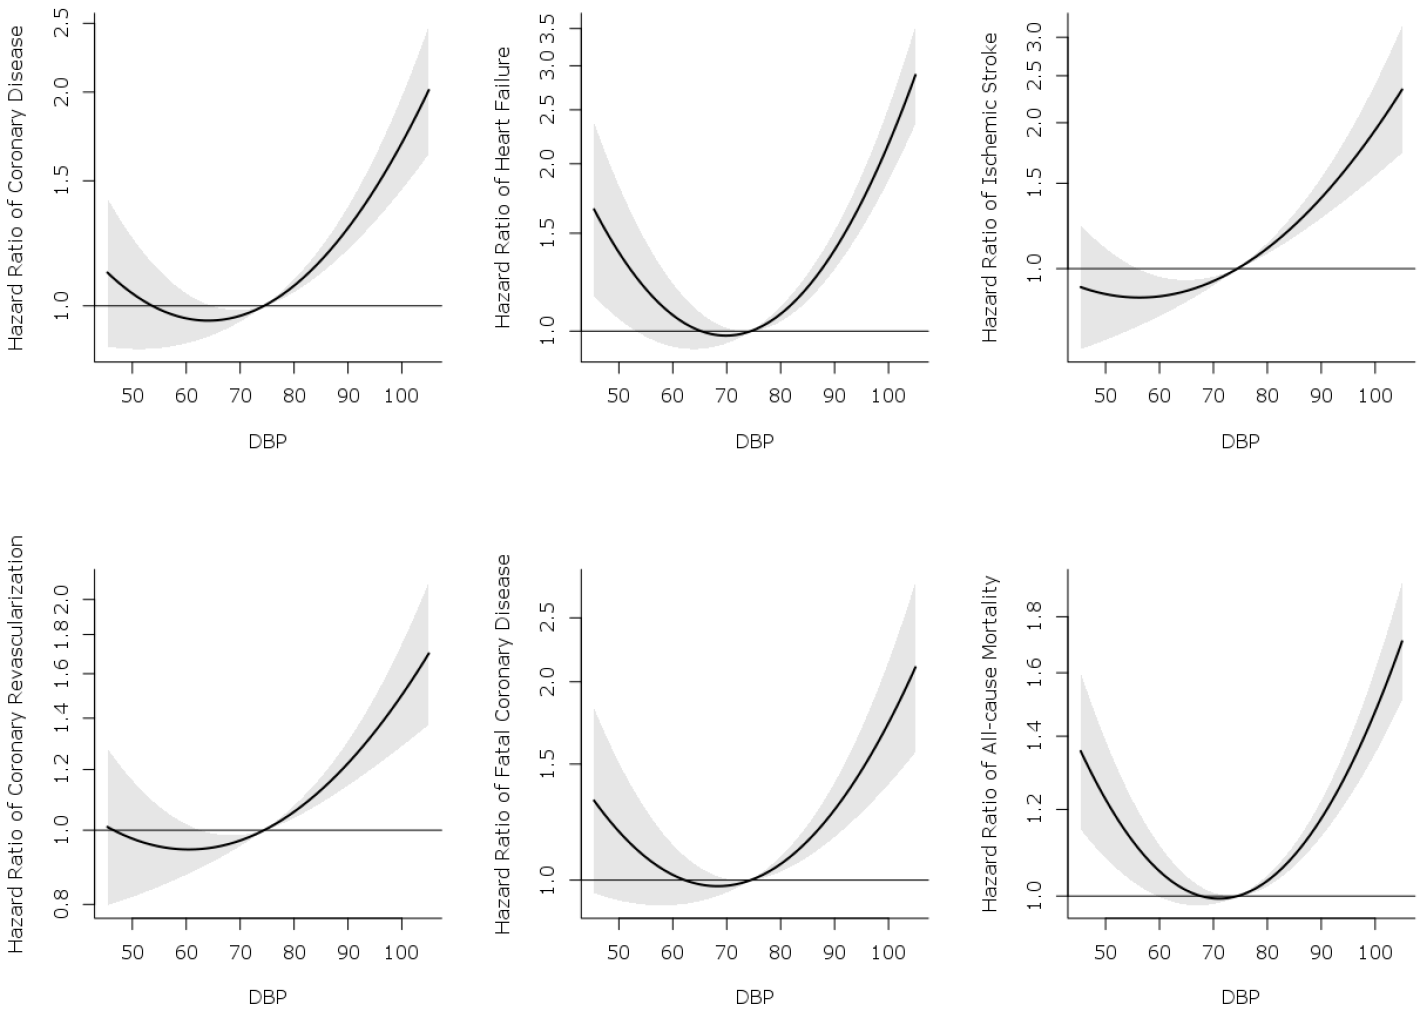 Hazard Ratio of Coronary Disease
2.5
2.0
1.5
1.0
50 60 70 80 90 100
DBP
Hazard Ratio of Heart Failure
3.5
3.0
2.5
2.0
1.5
1.0
50 60 70 80 90 100
DBP
Hazard Ratio of Ischemic Stroke
3.0
2.5
2.0
1.5
1.0
50 60 70 80 90 100
DBP
Hazard Ratio of Coronary Revascularization
2.0
1.8
1.6
1.4
1.2
1.0
0.8
50 60 70 80 90 100
DBP
Hazard Ratio of Fatal Coronary Disease
2.5
2.0
1.5
1.0
50 60 70 80 90 100
DBP
Hazard Ratio of All-cause Mortality
1.8
1.6
1.4
1.2
1.0
50 60 70 80 90 100
DBP